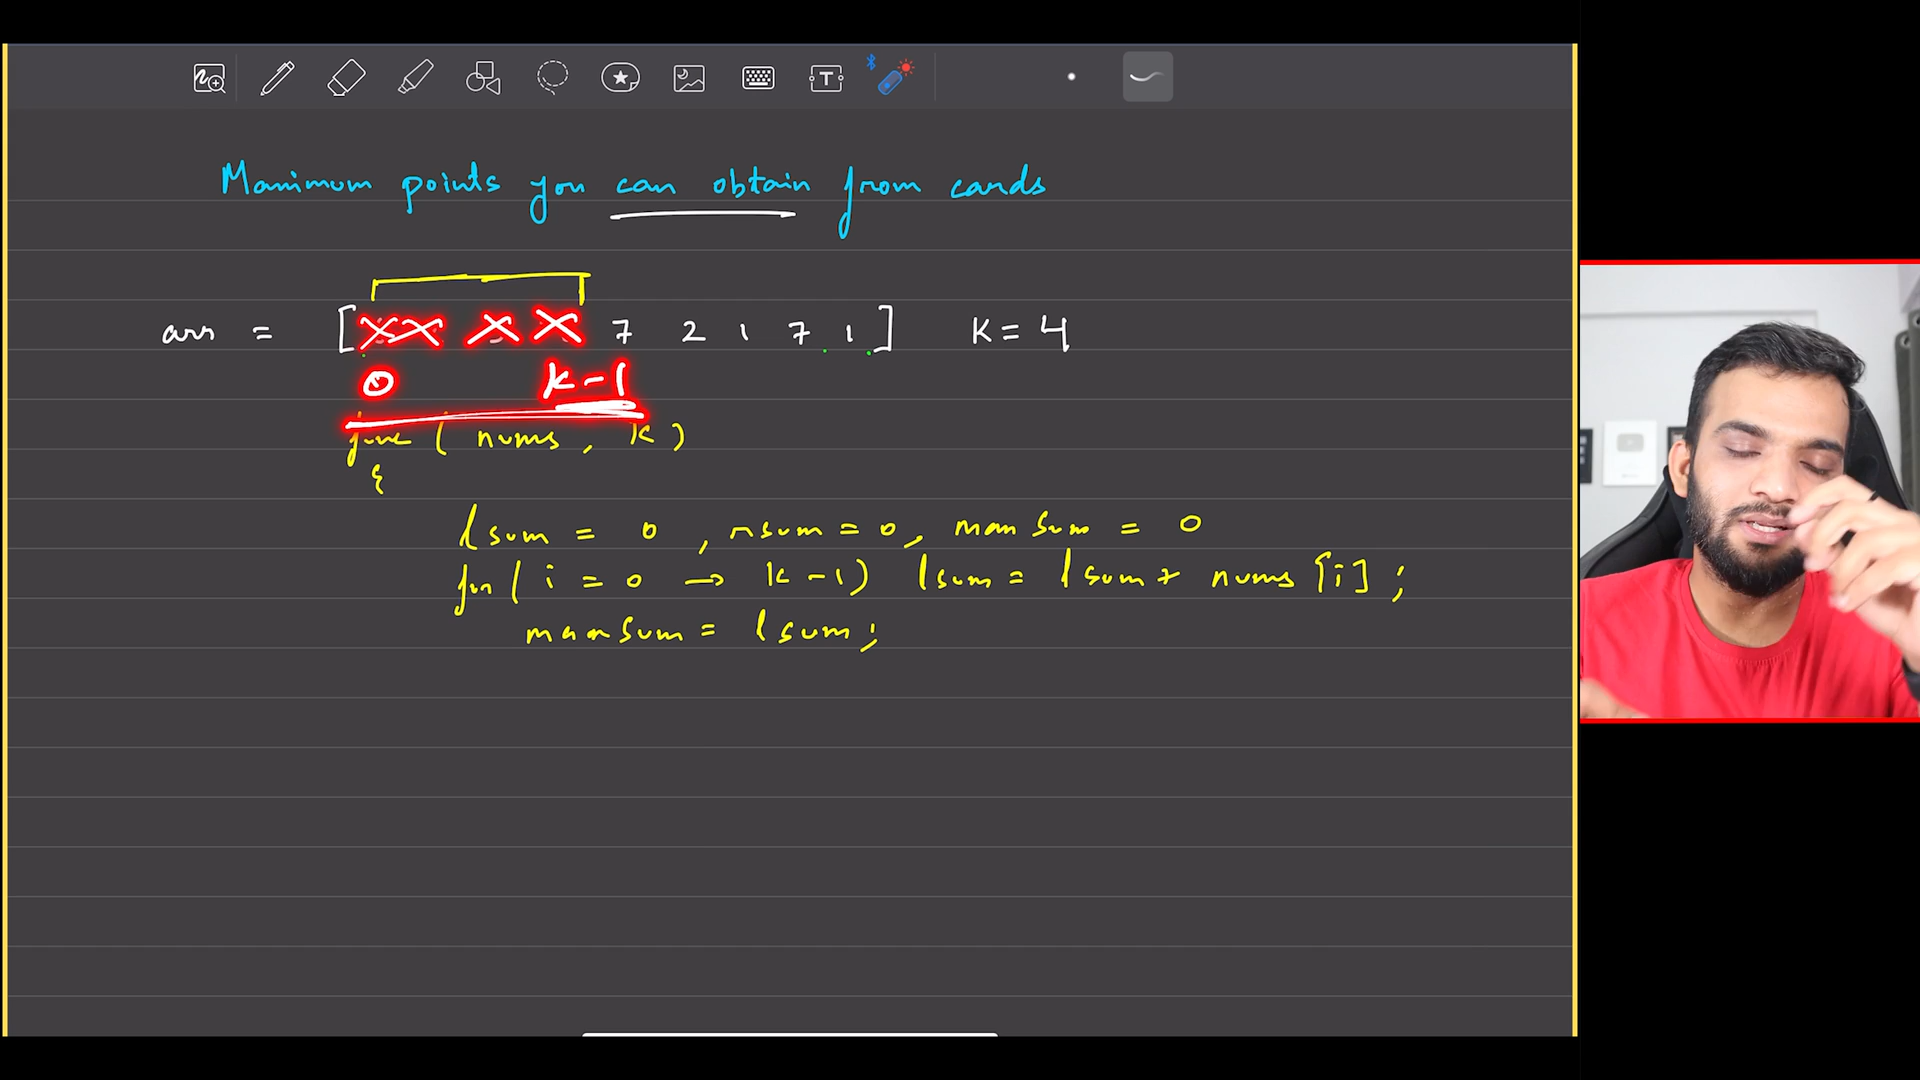 Maximum points you can obtain from cards
arr = [ 7 2 1 7 1 ] K = 4
0 k-1
func ( nums , k )
{
lsum = 0 , rsum = 0, maxSum = 0
for ( i = 0 → k-1) lsum = lsum + nums [i] ;
maxSum = lsum;